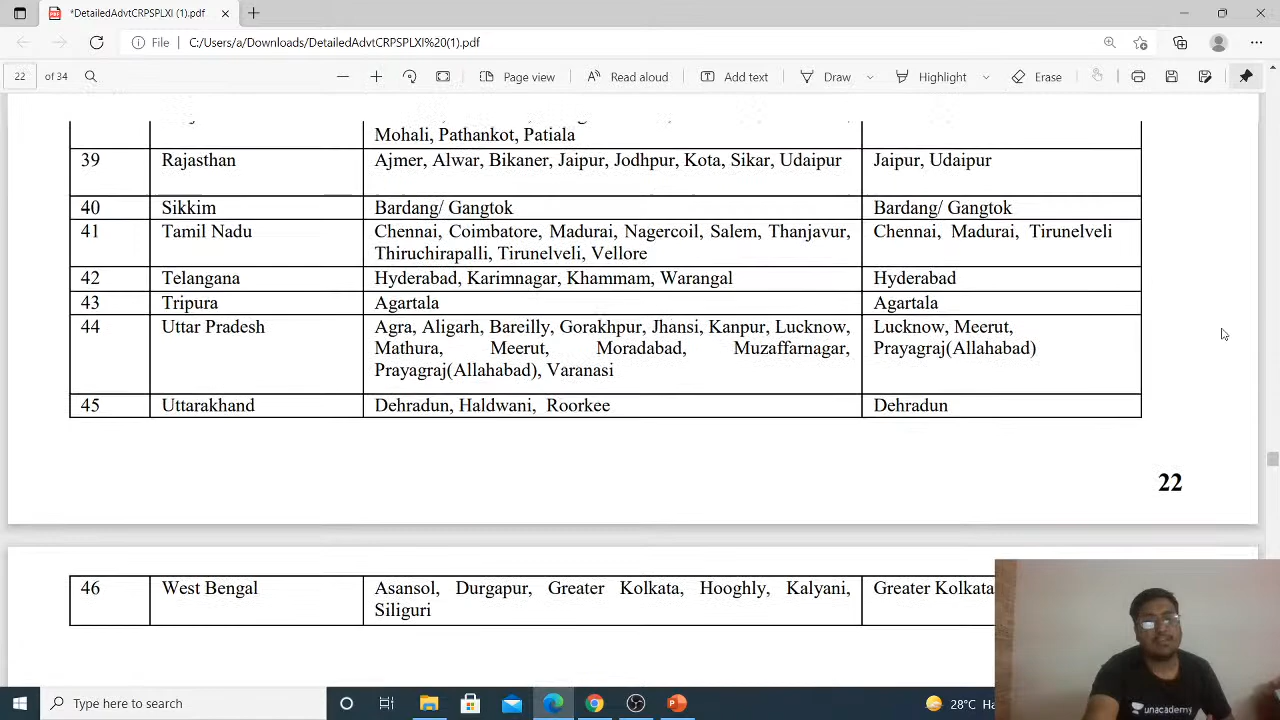 *DetailedAdvtCRPSPLXI (1).pdf
File C:/Users/a/Downloads/DetailedAdvtCRPSPLXI%20(1).pdf
22 of 34 Page view Read aloud Add text Draw Highlight Erase
Mohali, Pathankot, Patiala
39 Rajasthan Ajmer, Alwar, Bikaner, Jaipur, Jodhpur, Kota, Sikar, Udaipur Jaipur, Udaipur
40 Sikkim Bardang/ Gangtok Bardang/ Gangtok
41 Tamil Nadu Chennai, Coimbatore, Madurai, Nagercoil, Salem, Thanjavur, Chennai, Madurai, Tirunelveli
Thiruchirapalli, Tirunelveli, Vellore
42 Telangana Hyderabad, Karimnagar, Khammam, Warangal Hyderabad
43 Tripura Agartala Agartala
44 Uttar Pradesh Agra, Aligarh, Bareilly, Gorakhpur, Jhansi, Kanpur, Lucknow, Lucknow, Meerut,
Mathura, Meerut, Moradabad, Muzaffarnagar, Prayagraj(Allahabad)
Prayagraj(Allahabad), Varanasi
45 Uttarakhand Dehradun, Haldwani, Roorkee Dehradun
22
46 West Bengal Asansol, Durgapur, Greater Kolkata, Hooghly, Kalyani, Greater Kolkata
Siliguri
unacademy
Type here to search 28°C Ha